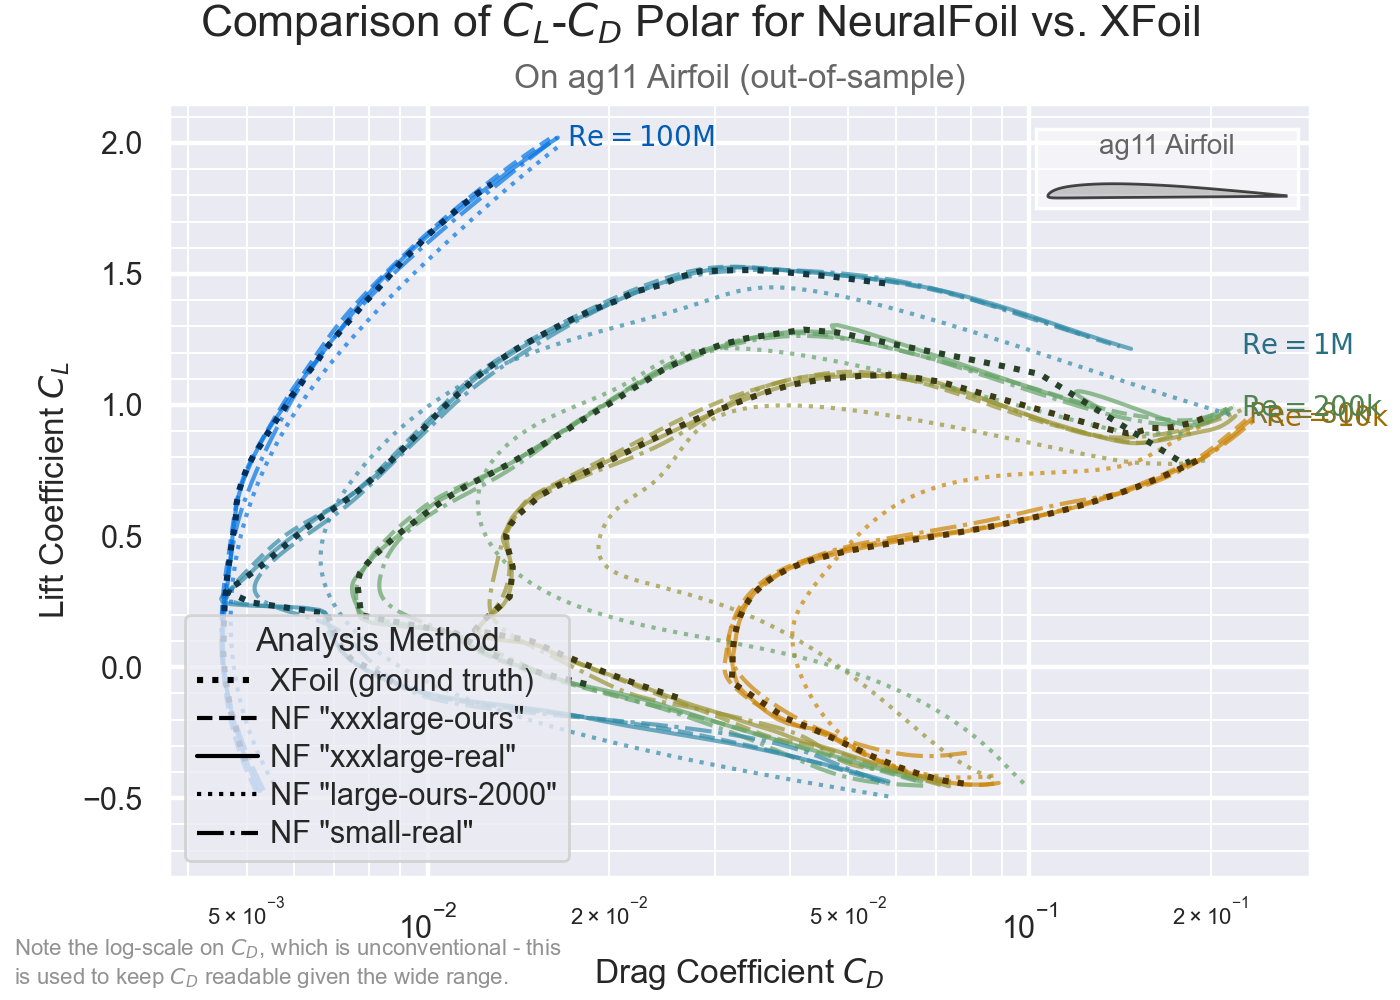 Comparison of C_L-C_D Polar for NeuralFoil vs. XFoil
On ag11 Airfoil (out-of-sample)
Re = 100M
ag11 Airfoil
Re = 1M
Re = 200k
Re = 10k
Lift Coefficient C_L
2.0
1.5
1.0
0.5
0.0
−0.5
Analysis Method
XFoil (ground truth)
NF "xxxlarge-ours"
NF "xxxlarge-real"
NF "large-ours-2000"
NF "small-real"
5 × 10⁻³
10⁻²
2 × 10⁻²
5 × 10⁻²
10⁻¹
2 × 10⁻¹
Drag Coefficient C_D
Note the log-scale on C_D, which is unconventional - this
is used to keep C_D readable given the wide range.